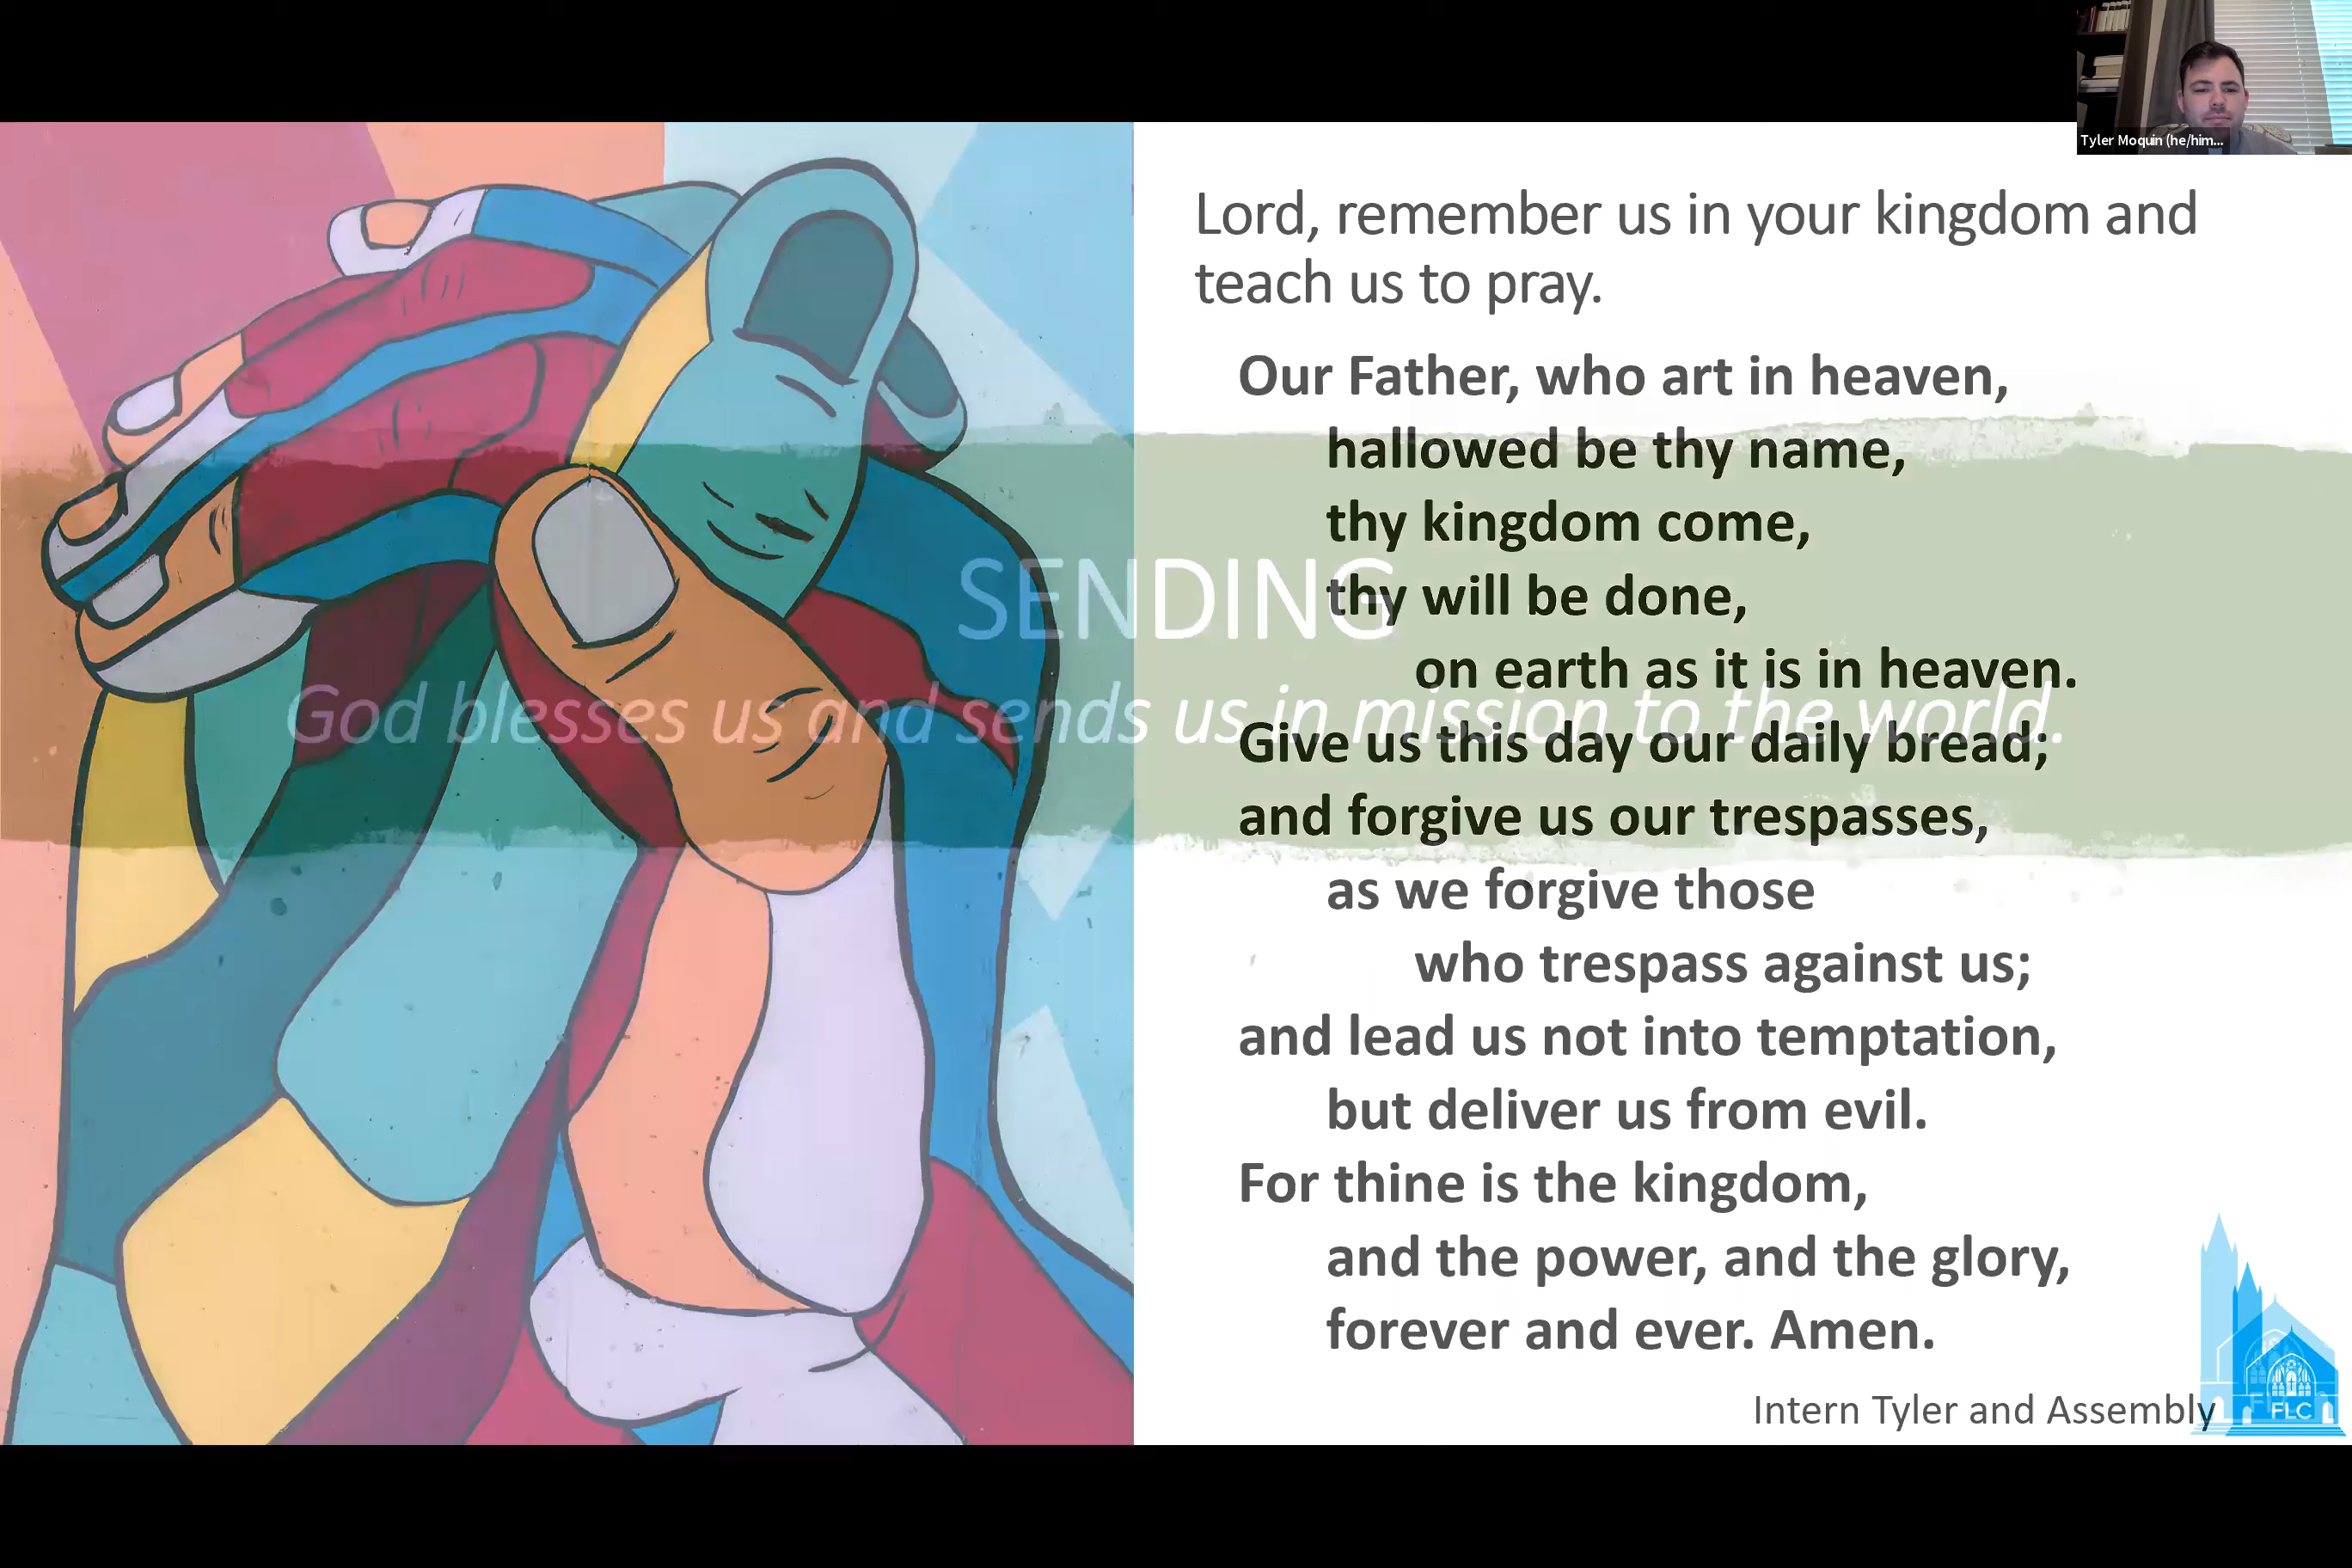 Tyler Moquin (he/him...
Lord, remember us in your kingdom and
teach us to pray.
Our Father, who art in heaven,
hallowed be thy name,
thy kingdom come,
thy will be done,
on earth as it is in heaven.
Give us this day our daily bread;
and forgive us our trespasses,
as we forgive those
who trespass against us;
and lead us not into temptation,
but deliver us from evil.
For thine is the kingdom,
and the power, and the glory,
forever and ever. Amen.
SENDING
God blesses us and sends us in mission to the world.
Intern Tyler and Assembly
FLC